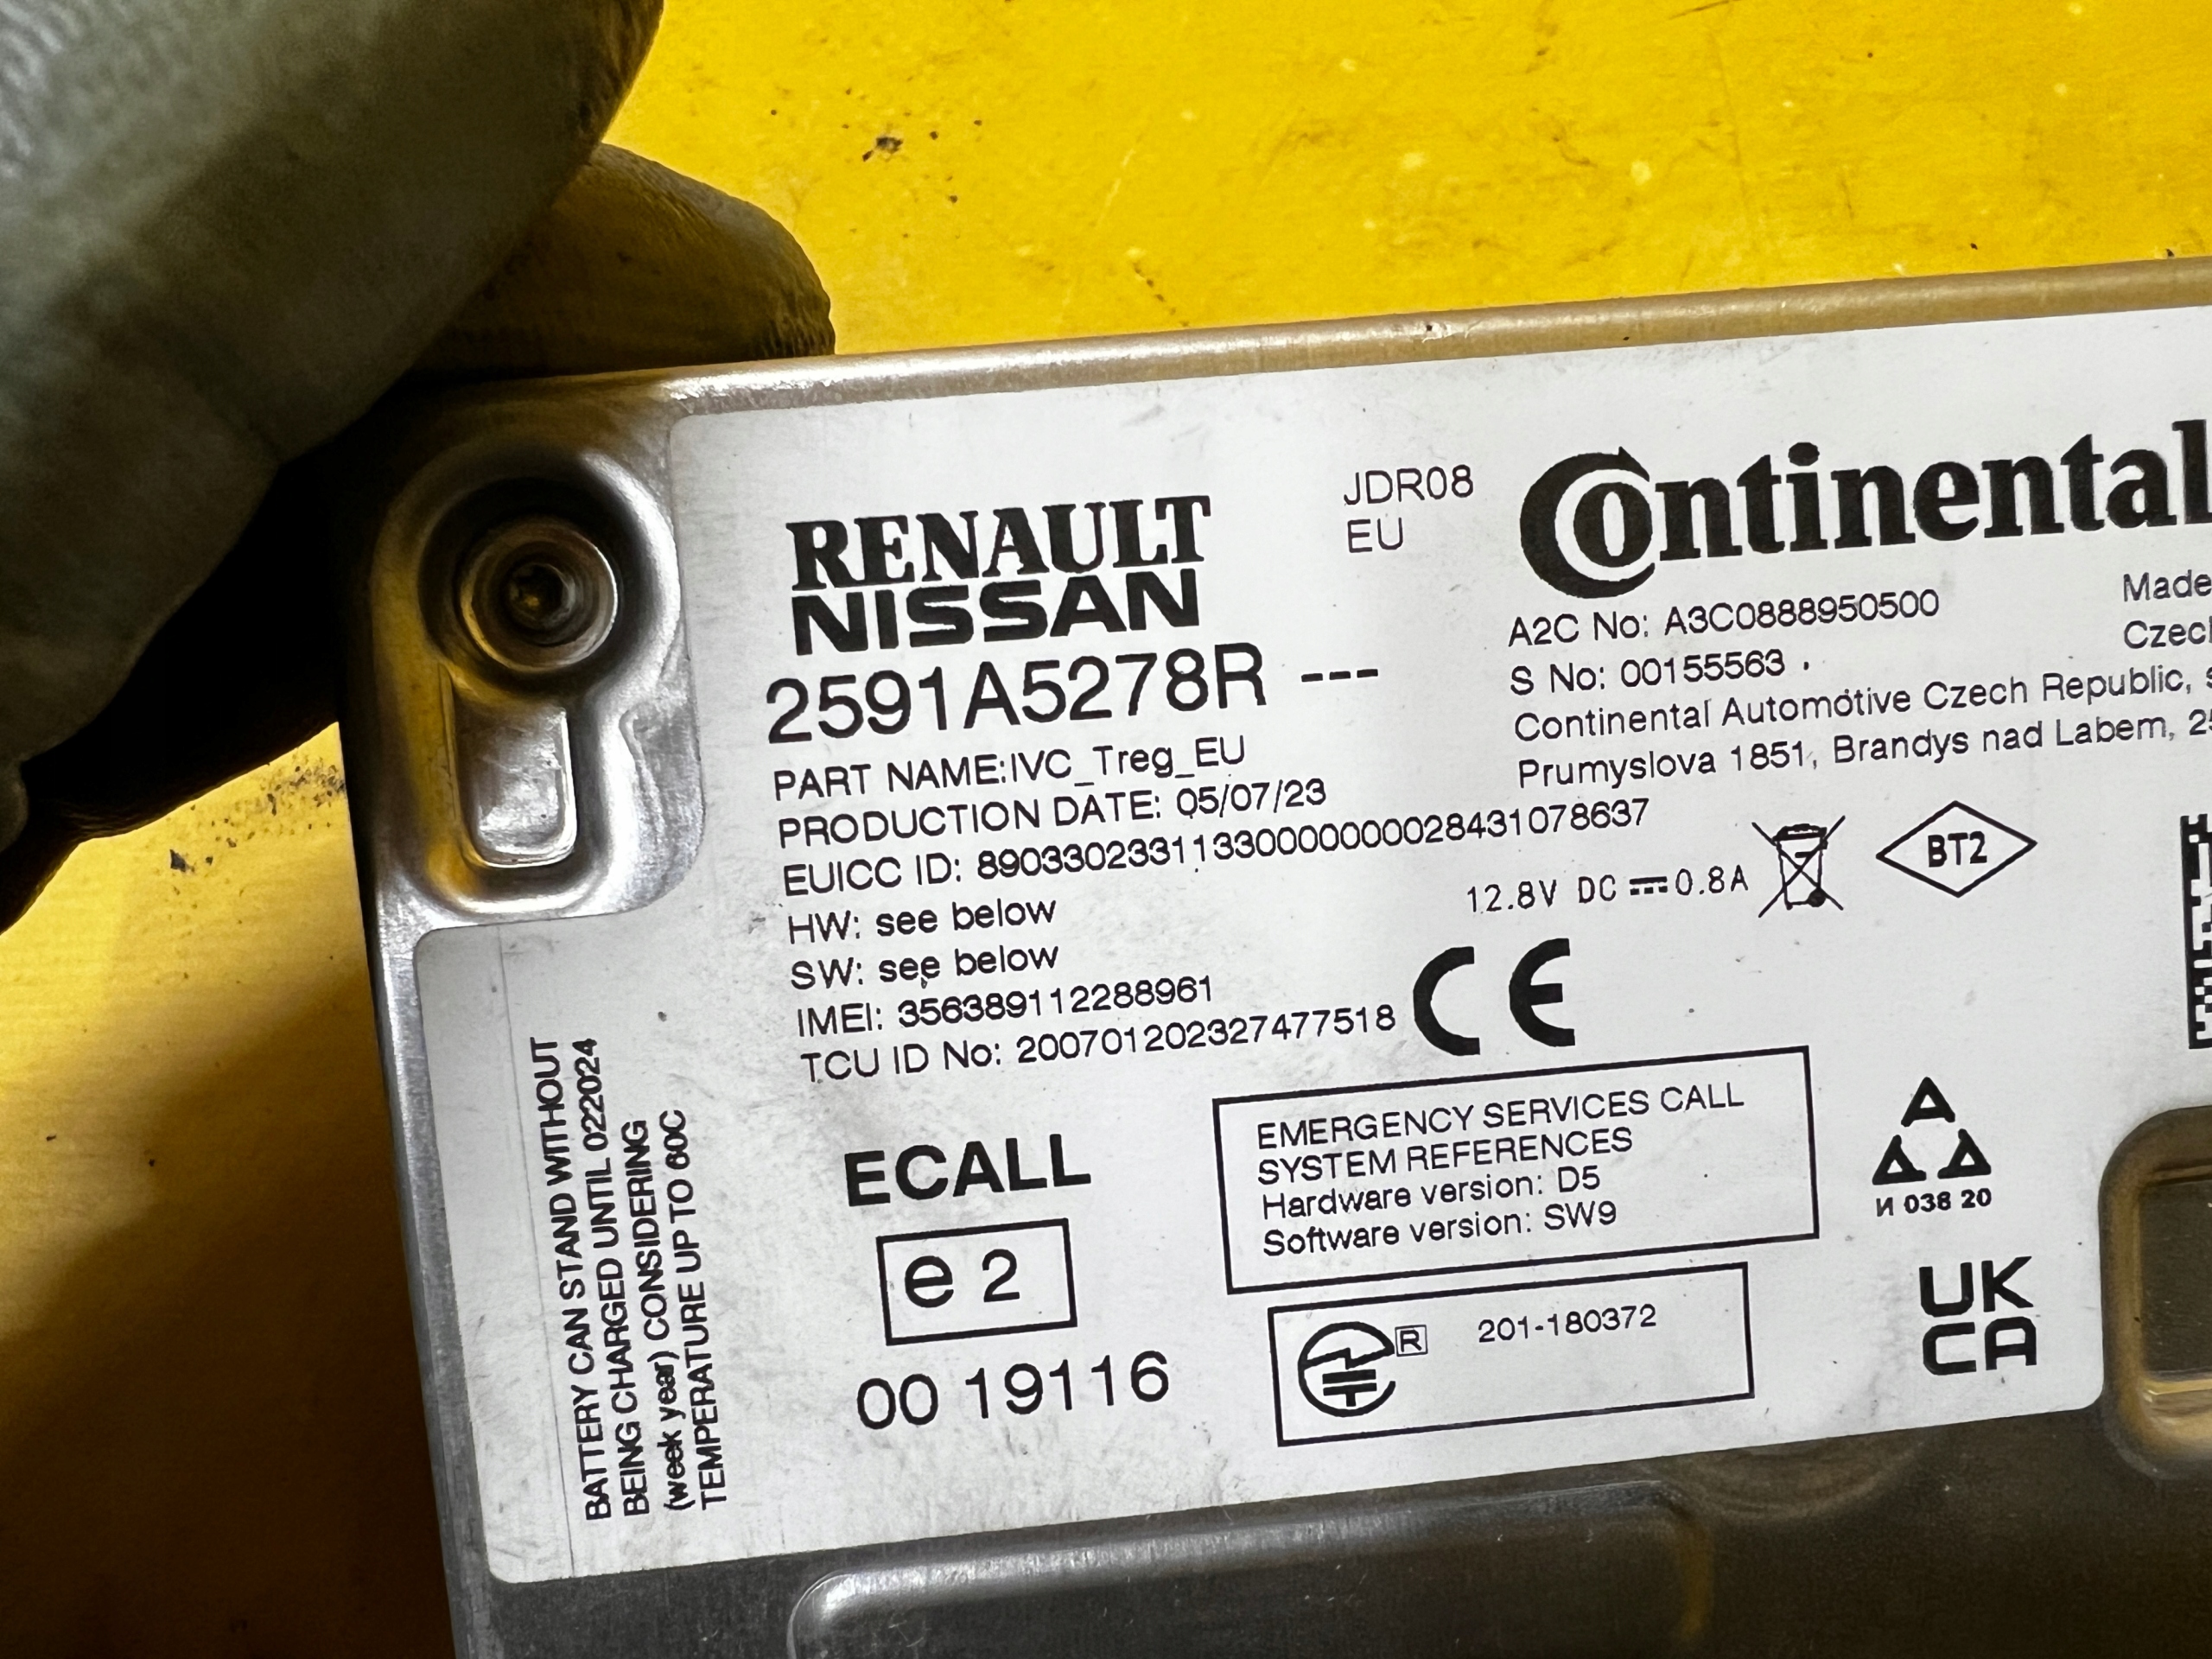 RENAULT
NISSAN
2591A5278R ---
PART NAME:IVC_Treg_EU
PRODUCTION DATE: 05/07/23
EUICC ID: 89033023311330000000028431078637
HW: see below
SW: see below
IMEI: 356389112288961
TCU ID No: 200701202327477518
JDR08
EU
Continental
A2C No: A3C0888950500
S No: 00155563
Made
Continental Automotive Czech Republic,
Prumyslova 1851, Brandys nad Labem,
12.8V DC 0.8A
BT2
CE
BATTERY CAN STAND WITHOUT
BEING CHARGED UNTIL 022024
(week year) CONSIDERING
TEMPERATURE UP TO 60C
ECALL
e 2
00 19116
EMERGENCY SERVICES CALL
SYSTEM REFERENCES
Hardware version: D5
Software version: SW9
R 201-180372
И 038 20
UK
CA